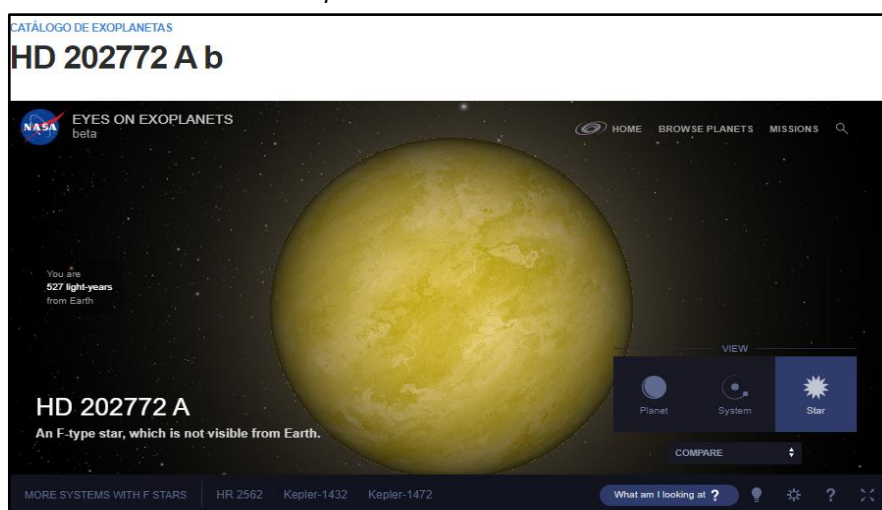 CATÁLOGO DE EXOPLANETAS
HD 202772 A b
NASA
EYES ON EXOPLANETS
beta
HOME BROWSE PLANETS MISSIONS
You are
527 light-years
from Earth
VIEW
Planet System Star
HD 202772 A
An F-type star, which is not visible from Earth.
COMPARE
MORE SYSTEMS WITH F STARS HR 2562 Kepler-1432 Kepler-1472
What am I looking at ? ?